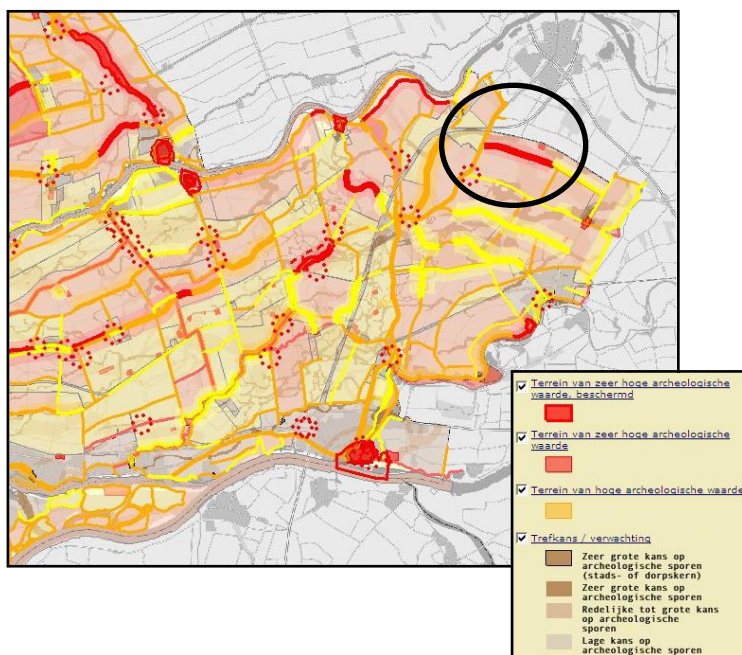 Terrein van zeer hoge archeologische
waarde, beschermd
Terrein van zeer hoge archeologische
waarde
Terrein van hoge archeologische waarde
Trefkans / verwachting
Zeer grote kans op
archeologische sporen
(stads- of dorpskern)
Zeer grote kans op
archeologische sporen
Redelijke tot grote kans
op archeologische
sporen
Lage kans op
archeologische sporen